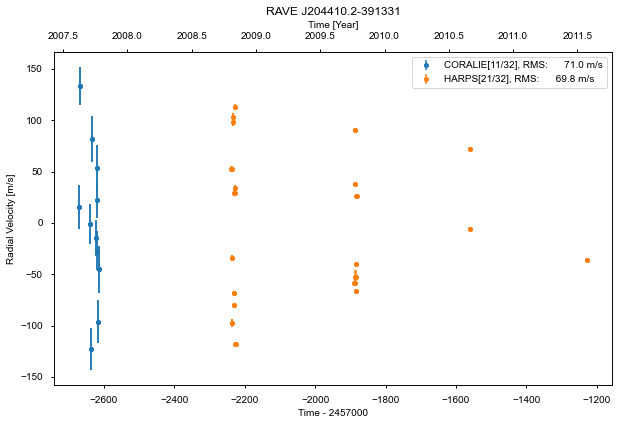 RAVE J204410.2-391331
Time [Year]
2007.5 2008.0 2008.5 2009.0 2009.5 2010.0 2010.5 2011.0 2011.5
CORALIE[11/32], RMS: 71.0 m/s
HARPS[21/32], RMS: 69.8 m/s
150
100
50
0
−50
−100
−150
Radial Velocity [m/s]
−2600 −2400 −2200 −2000 −1800 −1600 −1400 −1200
Time - 2457000